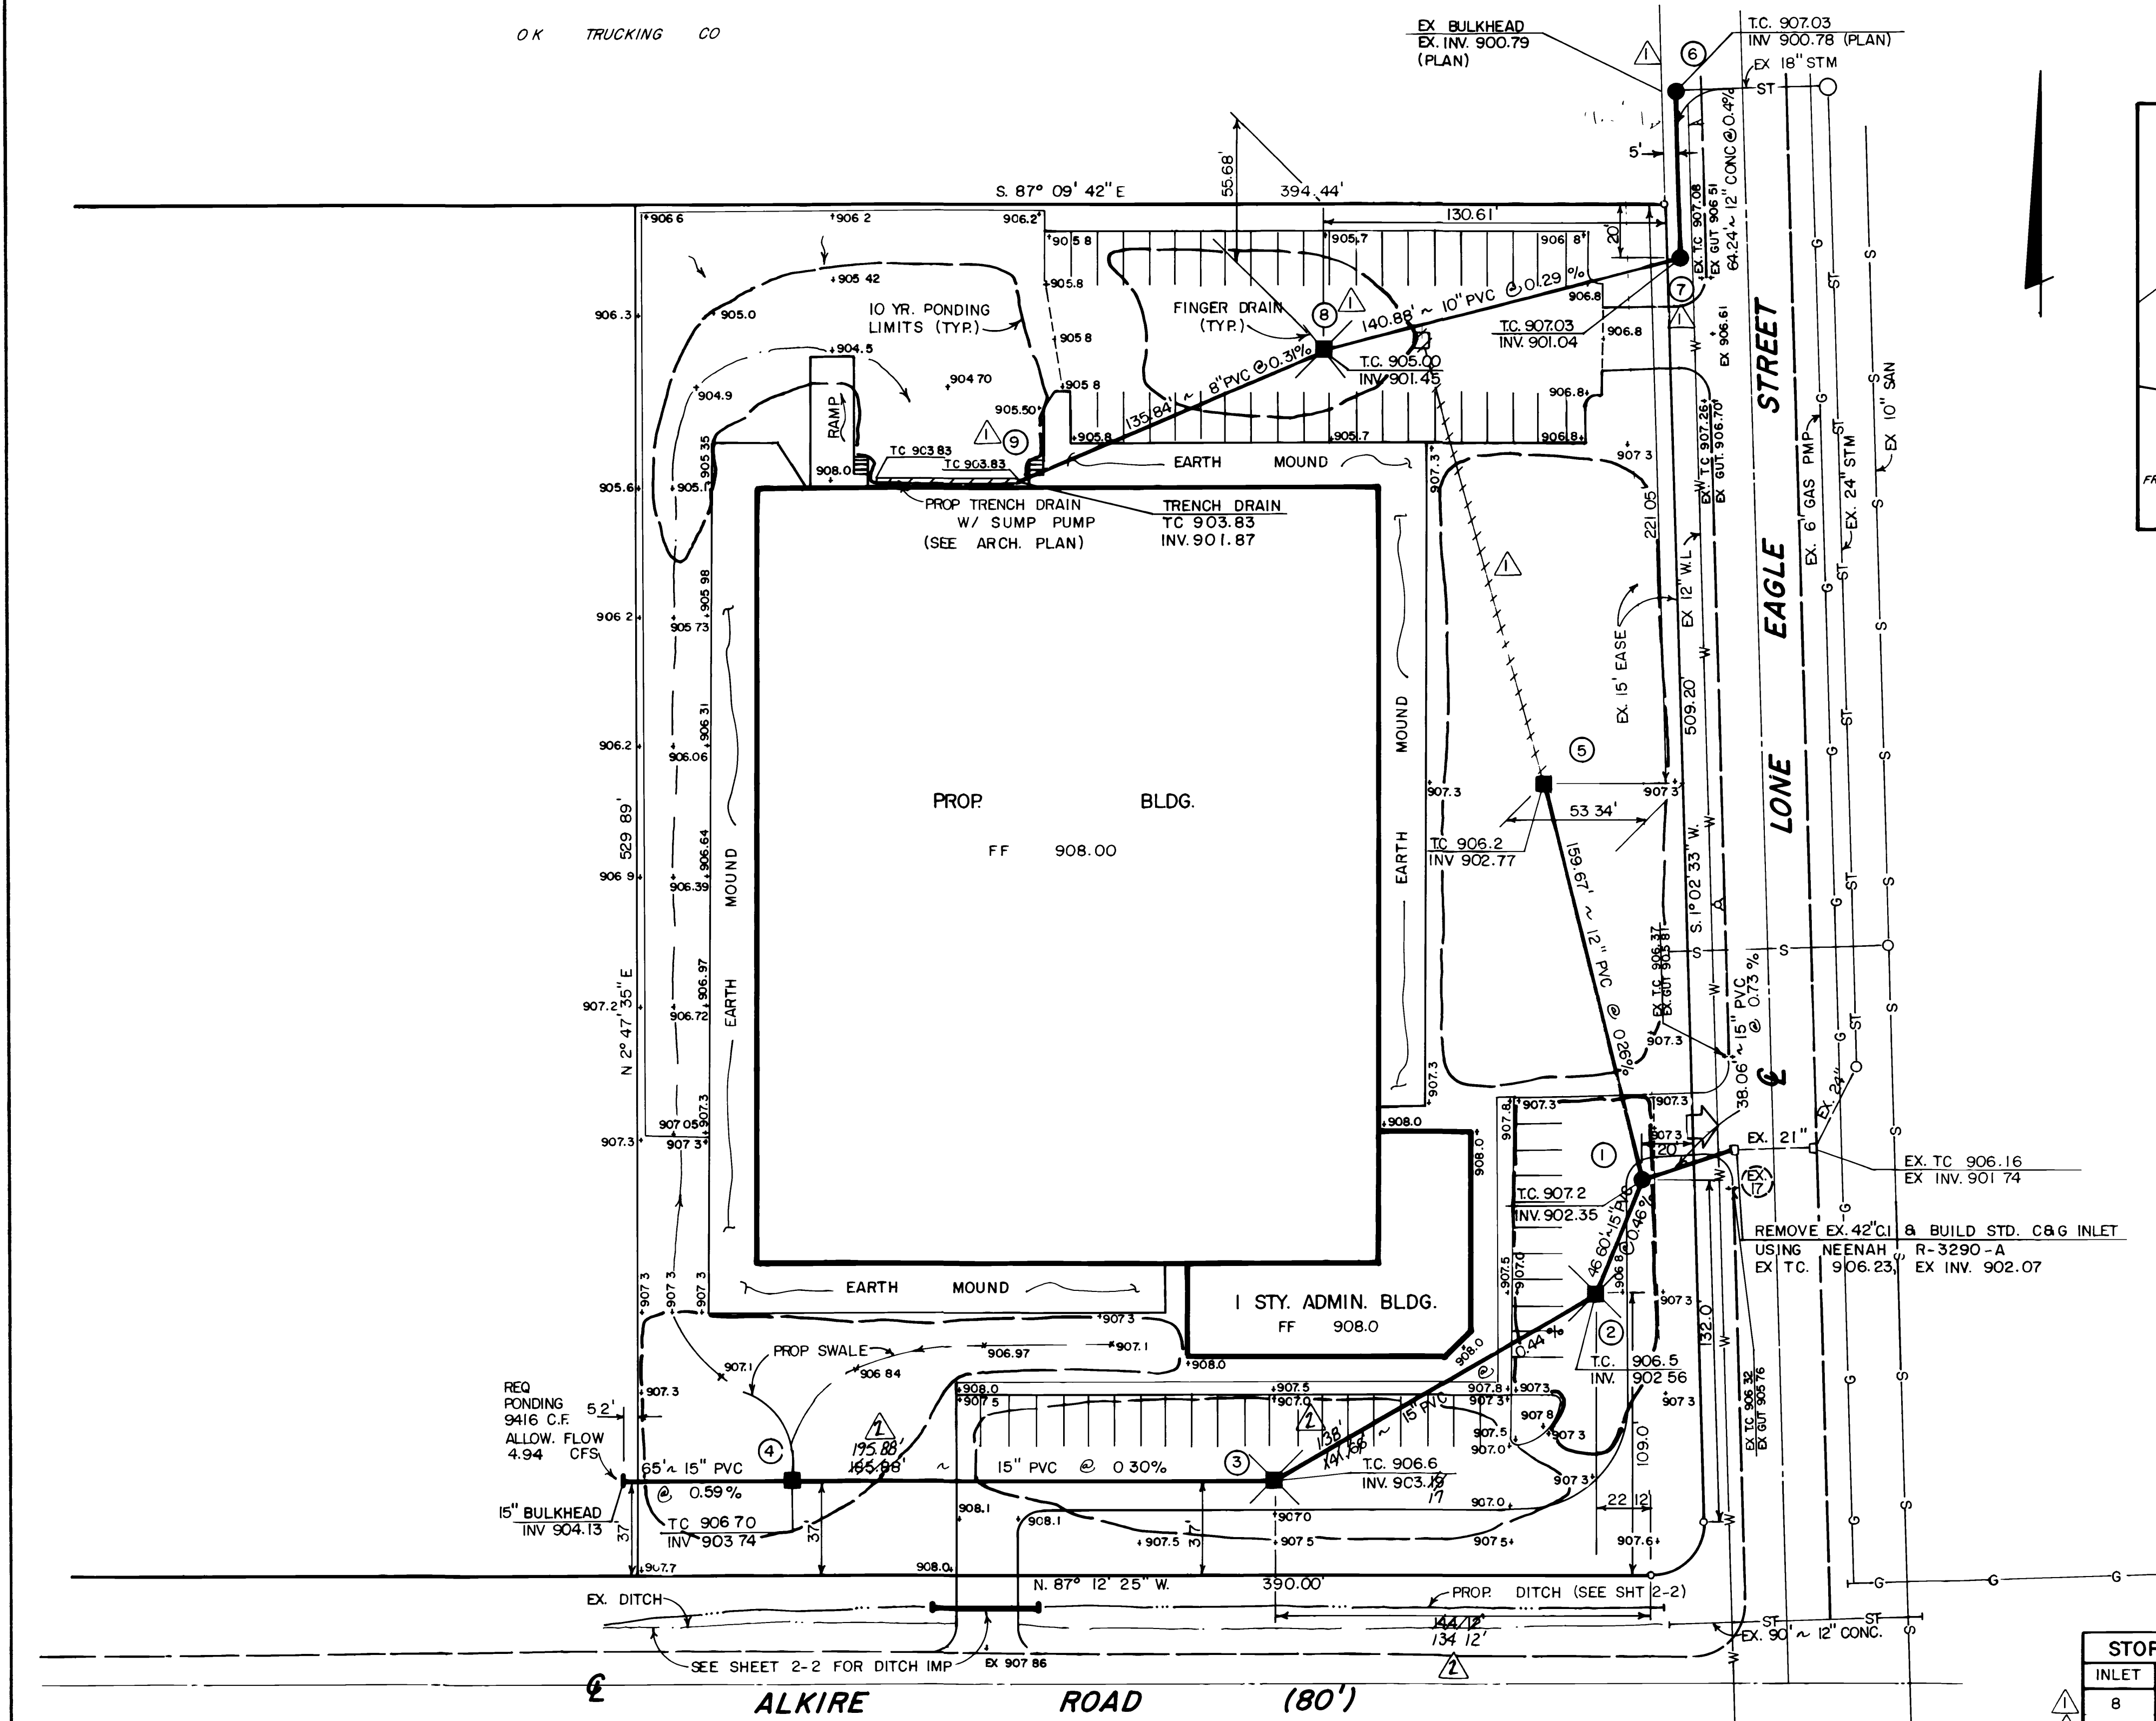 OK TRUCKING CO
EX BULKHEAD
EX. INV. 900.79
(PLAN)
T.C. 907.03
INV 900.78 (PLAN)
6
EX 18" STM
ST
5'
64.24' ~ 12" CONC @ 0.4%
EX. T.C 907.08
EX GUT 906 51
S. 87° 09' 42" E
394.44'
55.68'
130.61'
20'
906 6
906 2
906.2
905 8
905.7
906 8
905 42
905.8
10 YR. PONDING
LIMITS (TYP.)
FINGER DRAIN
(TYP.)
8
1
140.88' ~ 10" PVC @ 0.29 %
906.8
7
1
T.C. 907.03
INV. 901.04
906.8
EX 906.61
906.3
905.0
904.5
905 8
T.C. 905.00
INV 901.45
135.84' ~ 8" PVC @ 0.31%
904 70
904.9
RAMP
905 8
906.8
905.50
1
9
905.8
905.7
906.8
EX. TC 907.26
EX GUT. 906.70
905 35
TC 903 83
TC 903.83
908.0
EARTH MOUND
907.3
907 3
905.6
905.1
PROP TRENCH DRAIN
W/ SUMP PUMP
(SEE ARCH. PLAN)
TRENCH DRAIN
TC 903.83
INV. 901.87
221.05
EX 12" W.L
EX. 15' EASE
1
LONE EAGLE STREET
EX. 6" GAS PMP
EX. 24" STM
EX 10" SAN
905 98
906 2
905 73
906 31
906.2
906.06
EARTH MOUND
EARTH MOUND
509.20'
5
PROP. BLDG.
FF 908.00
907.3
907 3
53 34'
T.C 906.2
INV 902.77
906.64
906 9
906.39
N 2° 47' 35" E 529 89'
S. 1° 02' 33" W.
159.67' ~ 12" PVC @ 0.26%
EX T.C 906.37
EX. GUT 905 81
906.97
907.2
906.72
907.3
38.06' ~ 15" PVC
@ 0.73 %
907.3
907.3
907 05
907.3
907 3
908.0
908.0
907.8
907.3
907.3
907 3
20'
1
EX. 21"
EX. 24"
EX. 17
EX. TC 906.16
EX INV. 901 74
T.C. 907.2
INV. 902.35
46 60' ~ 15" PVC
@ 0.46 %
REMOVE EX. 42" C.I & BUILD STD. C&G INLET
USING NEENAH R-3290-A
EX TC. 906.23, EX INV. 902.07
907 3
907 3
907 3
EARTH MOUND
1 STY. ADMIN. BLDG.
FF 908.0
907.5
907.0
906 8
907 3
132.0
2
T.C. 906.5
INV. 902 56
907 3
PROP SWALE
906.97
907.1
907.1
906 84
908.0
908.0
@ 0.44 %
15" PVC
EX TC 906 32
EX GUT 905 76
907 3
REQ
PONDING
9416 C.F.
ALLOW. FLOW
4.94 CFS
5.2'
907.3
908.0
907 5
907.5
907.0
907.8
907.3
907 3
907 8
907.3
907.5
907.0
109.0'
4
2
195.88'
185.88' ~ 15" PVC @ 0 30%
65' ~ 15" PVC
@ 0.59 %
3
2
138'
141.66' ~
T.C. 906.6
INV. 903.19
17
907 3
22 12'
15" BULKHEAD
INV 904.13
37'
TC 906 70
INV 903 74
37'
37'
908.1
908.1
907.0
907 0
907.5
907 5
907 5
907.6
907.7
908.0
N. 87° 12' 25" W.
390.00'
EX. DITCH
PROP. DITCH (SEE SHT 2-2)
144.12'
134 12'
2
EX. 90' ~ 12" CONC.
SEE SHEET 2-2 FOR DITCH IMP
EX 907 86
ALKIRE ROAD (80')
STOR
INLET
1
8